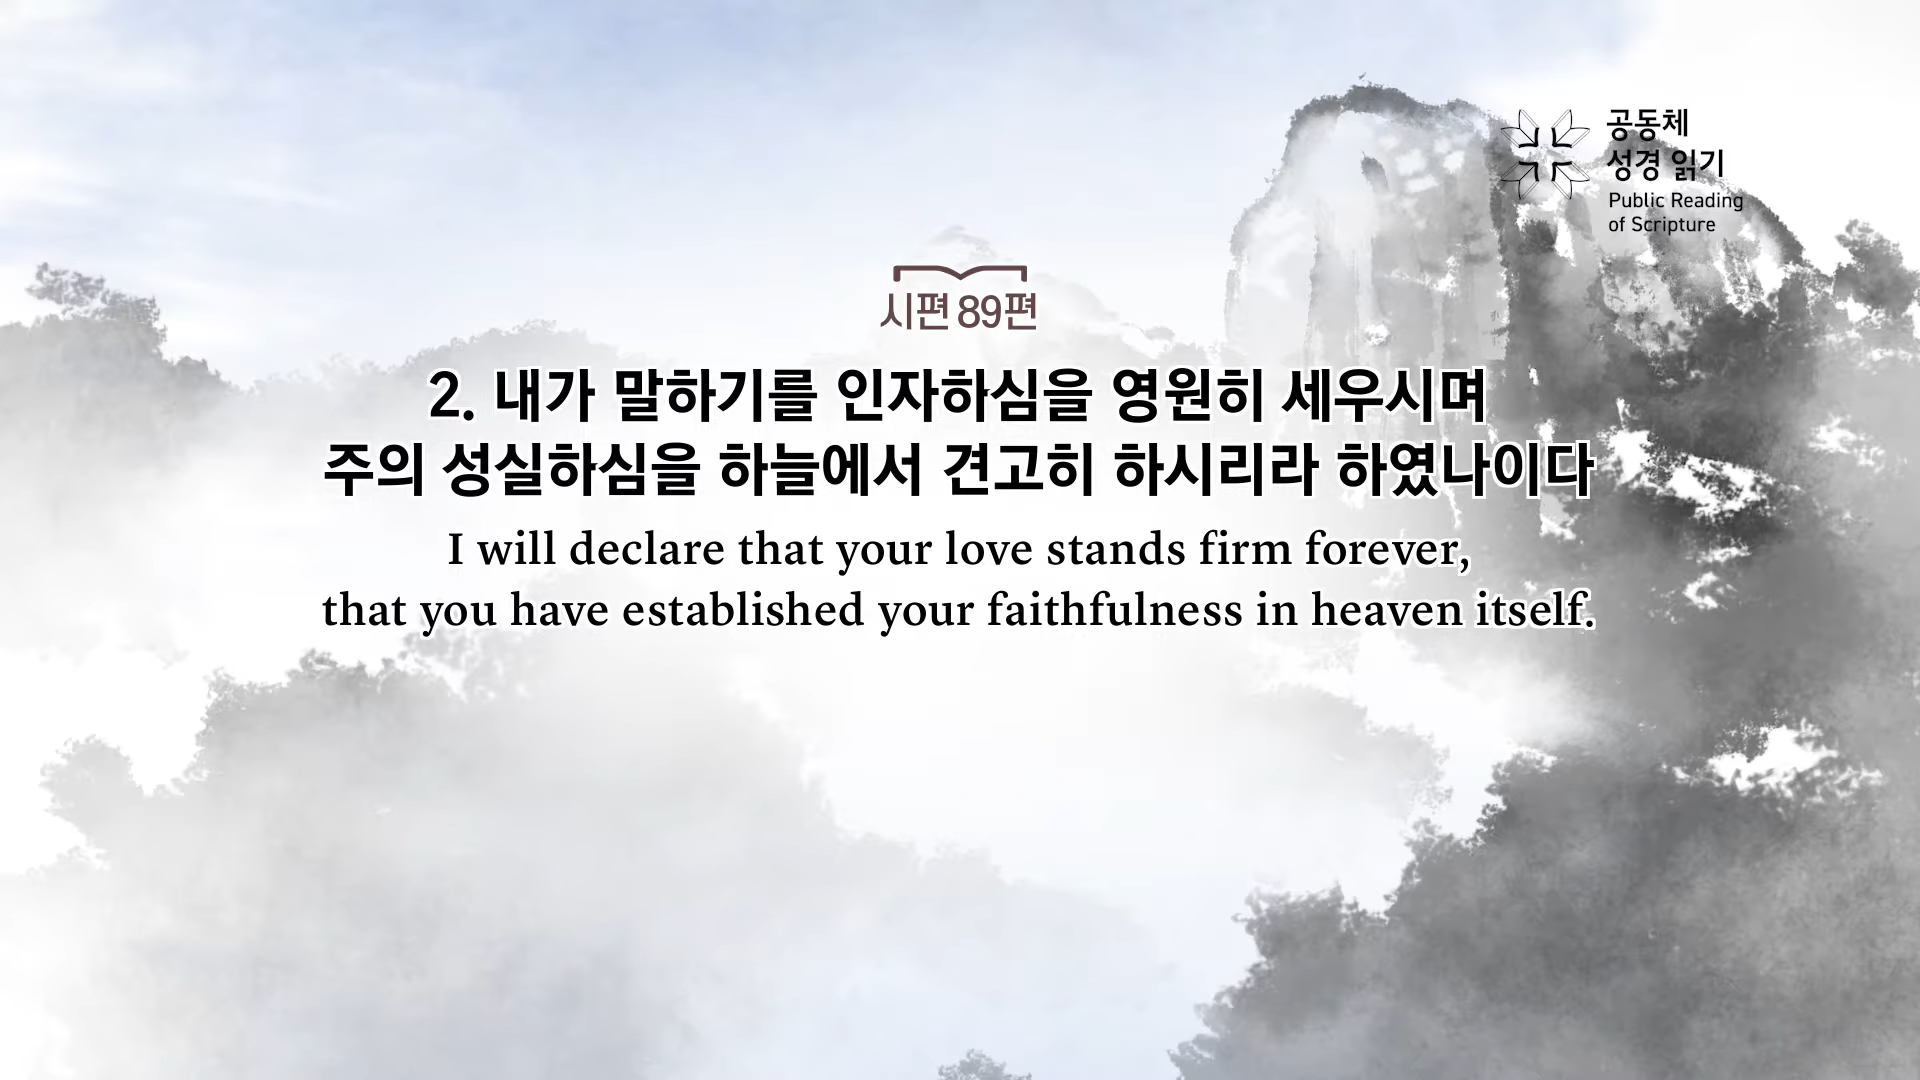 공동체
성경 읽기
Public Reading
of Scripture
시편 89편
2. 내가 말하기를 인자하심을 영원히 세우시며
주의 성실하심을 하늘에서 견고히 하시리라 하였나이다
I will declare that your love stands firm forever,
that you have established your faithfulness in heaven itself.